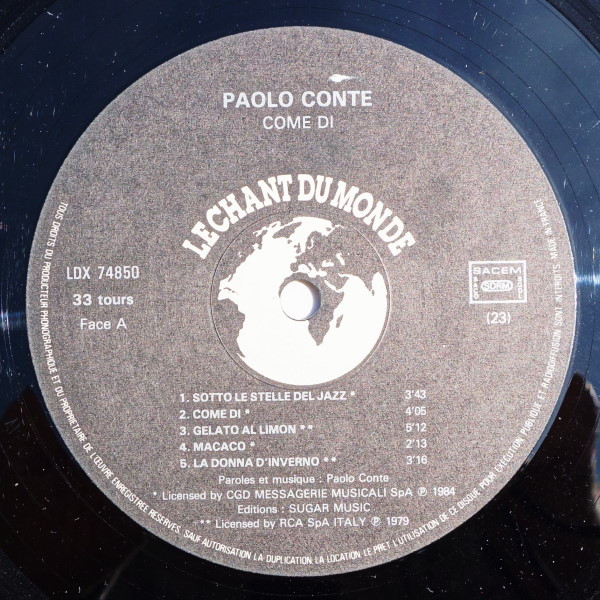 PAOLO CONTE
COME DI
LE CHANT DU MONDE
LDX 74850
33 tours
Face A
SACEM
SDRM
(23)
1. SOTTO LE STELLE DEL JAZZ * 3'43
2. COME DI * 4'05
3. GELATO AL LIMON ** 5'12
4. MACACO * 2'13
5. LA DONNA D'INVERNO ** 3'16
Paroles et musique : Paolo Conte
* Licensed by CGD MESSAGERIE MUSICALI SpA ℗ 1984
Editions : SUGAR MUSIC
** Licensed by RCA SpA ITALY ℗ 1979
TOUS DROITS DU PRODUCTEUR PHONOGRAPHIQUE ET DU PROPRIETAIRE DE L'ŒUVRE ENREGISTREE RESERVES. SAUF AUTORISATION LA DUPLICATION, LA LOCATION, LE PRET, L'UTILISATION DE CE DISQUE POUR EXECUTION PUBLIQUE ET RADIODIFFUSION SONT INTERDITS. MADE IN FRANCE